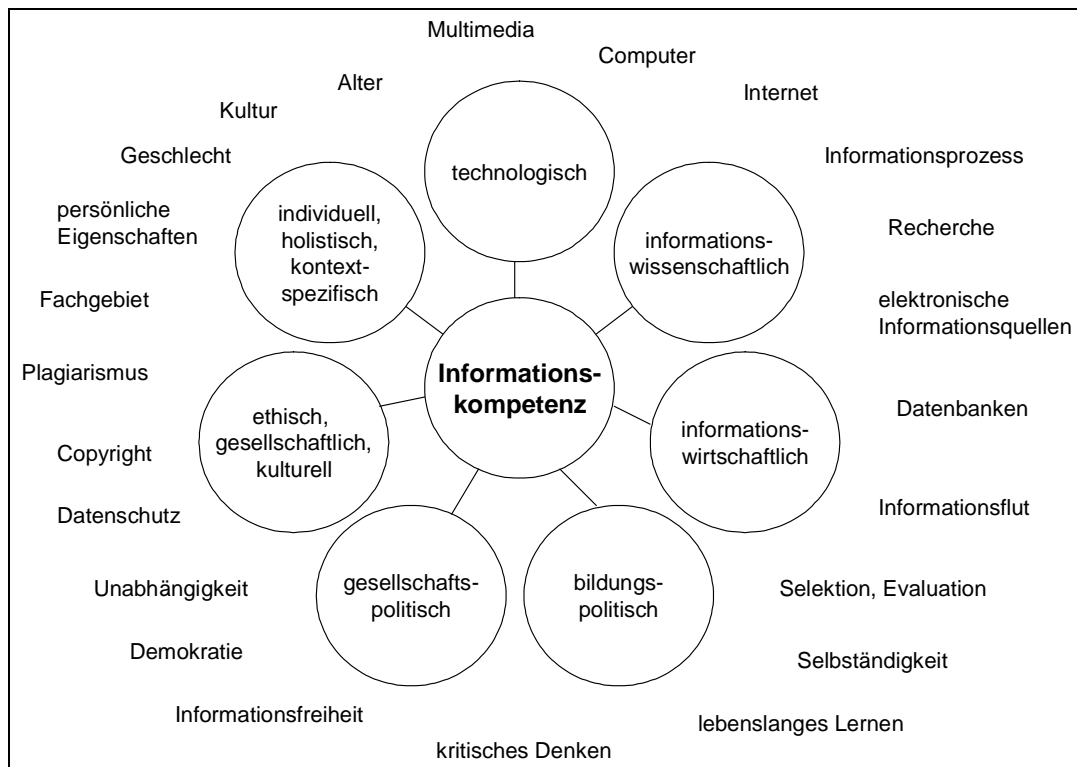 Multimedia
Computer
Alter
Internet
Kultur
Geschlecht
Informationsprozess
technologisch
persönliche
Eigenschaften
individuell,
holistisch,
kontext-
spezifisch
informations-
wissenschaftlich
Recherche
Fachgebiet
elektronische
Informationsquellen
Plagiarismus
Informations-
kompetenz
ethisch,
gesellschaftlich,
kulturell
informations-
wirtschaftlich
Datenbanken
Copyright
Datenschutz
Informationsflut
Unabhängigkeit
gesellschafts-
politisch
bildungs-
politisch
Selektion, Evaluation
Demokratie
Selbständigkeit
Informationsfreiheit
lebenslanges Lernen
kritisches Denken